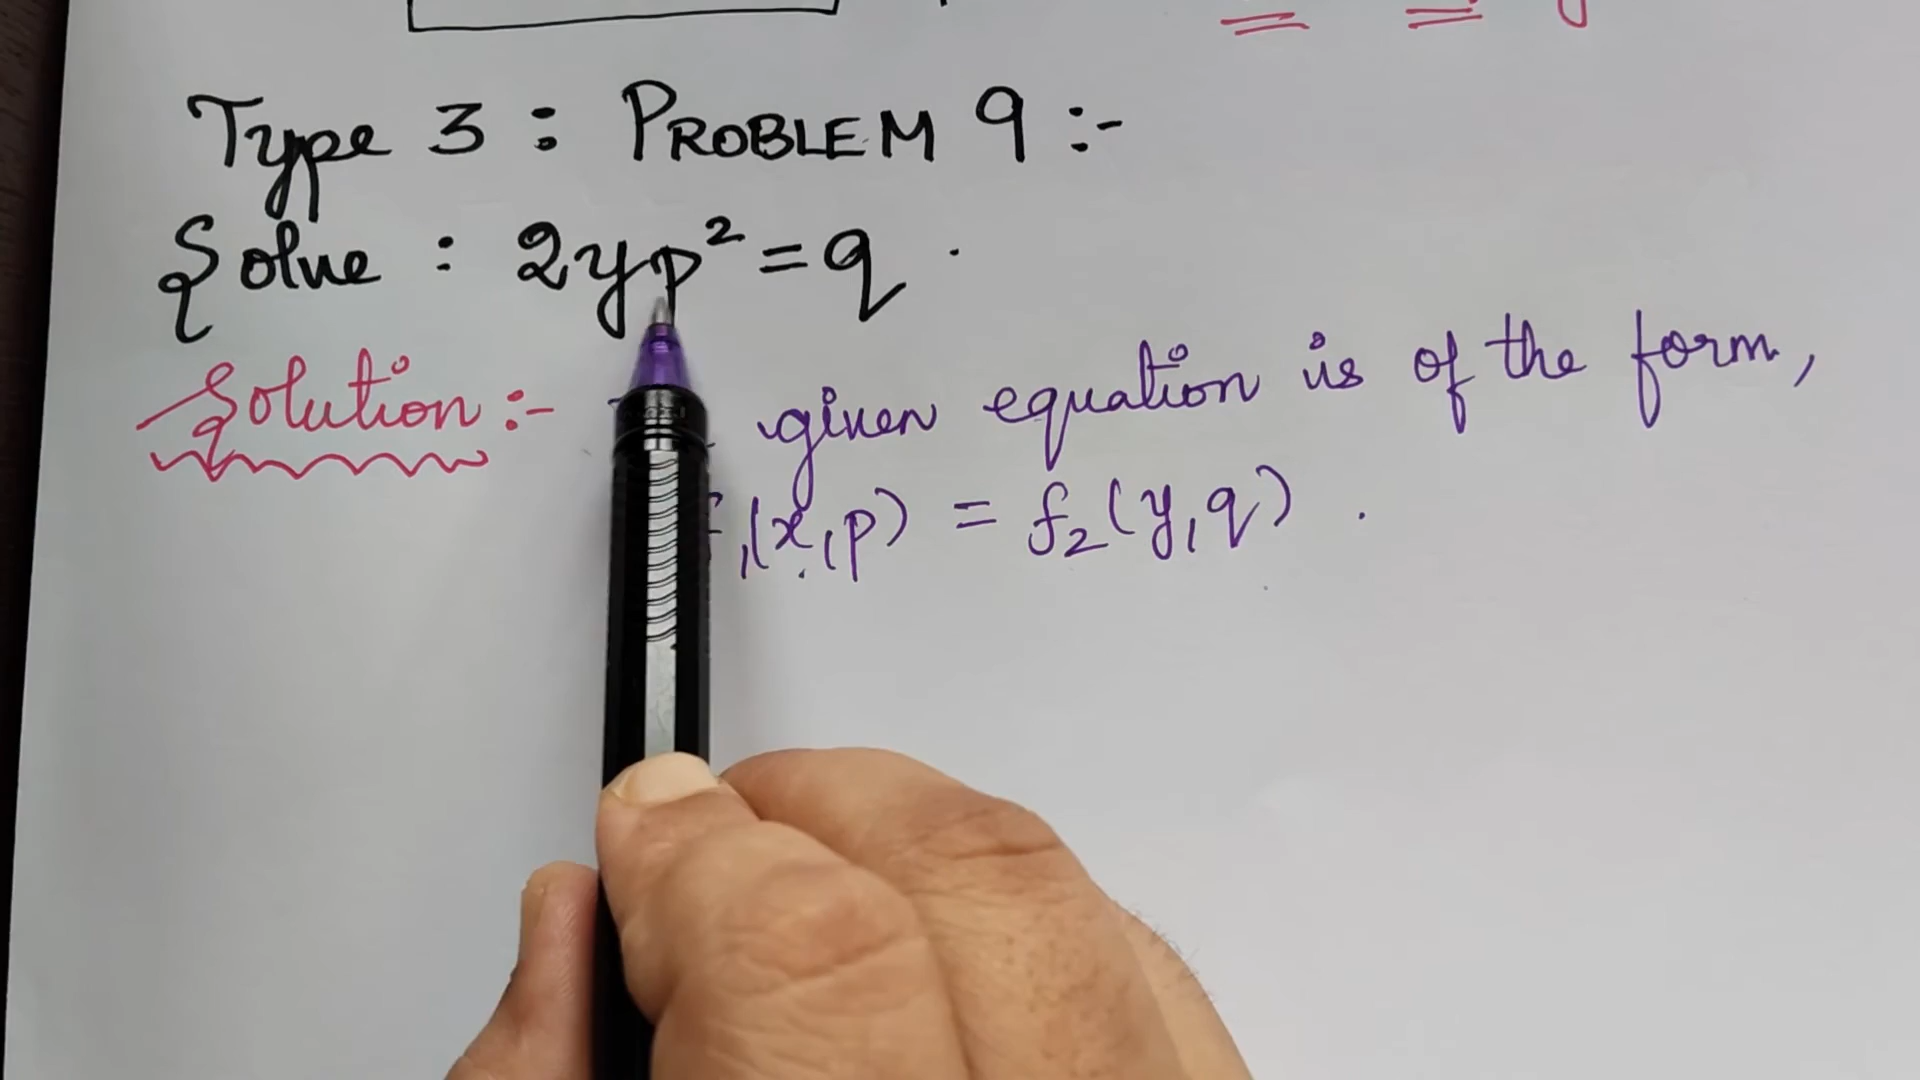 Type 3 : PROBLEM 9 :-
Solve : 2yp² = q .
Solution :- given equation is of the form,
(x, p) = f₂(y, q) .